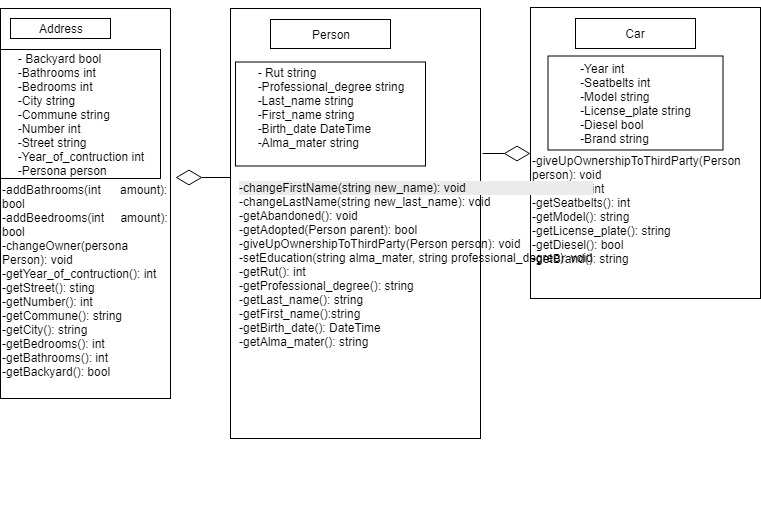 Address
- Backyard bool
-Bathrooms int
-Bedrooms int
-City string
-Commune string
-Number int
-Street string
-Year_of_contruction int
-Persona person
-addBathrooms(int amount):
bool
-addBeedrooms(int amount):
bool
-changeOwner(persona
Person): void
-getYear_of_contruction(): int
-getStreet(): sting
-getNumber(): int
-getCommune(): string
-getCity(): string
-getBedrooms(): int
-getBathrooms(): int
-getBackyard(): bool
Person
- Rut string
-Professional_degree string
-Last_name string
-First_name string
-Birth_date DateTime
-Alma_mater string
-changeFirstName(string new_name): void
-changeLastName(string new_last_name): void
-getAbandoned(): void
-getAdopted(Person parent): bool
-giveUpOwnershipToThirdParty(Person person): void
-setEducation(string alma_mater, string professional_degree): void
-getRut(): int
-getProfessional_degree(): string
-getLast_name(): string
-getFirst_name():string
-getBirth_date(): DateTime
-getAlma_mater(): string
Car
-Year int
-Seatbelts int
-Model string
-License_plate string
-Diesel bool
-Brand string
-giveUpOwnershipToThirdParty(Person
person): void
int
-getSeatbelts(): int
-getModel(): string
-getLicense_plate(): string
-getDiesel(): bool
-getBrand(): string